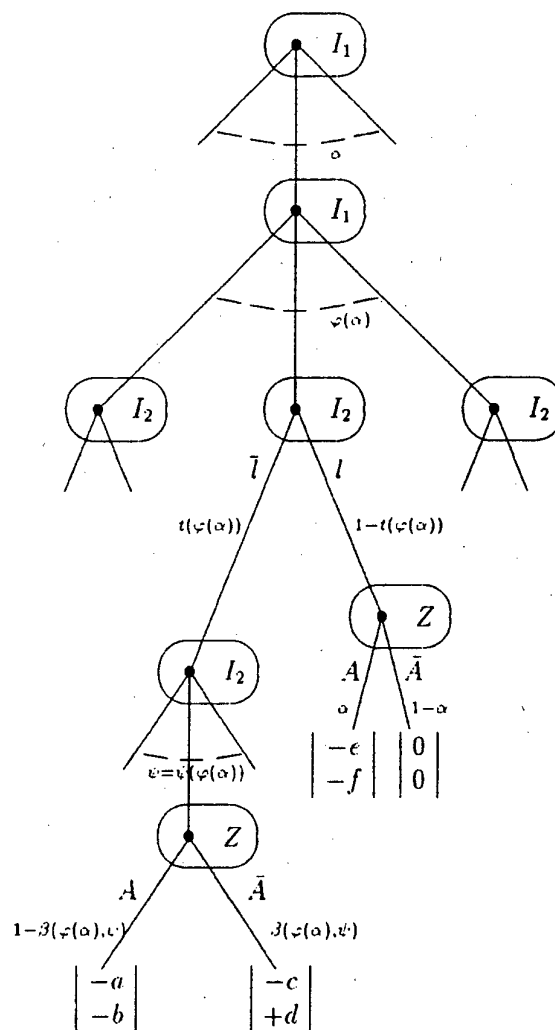 I₁
α
I₁
φ(α)
I₂ I₂ I₂
l̄ l
t(φ(α)) 1−t(φ(α))
Z
I₂ A Ā
α 1−α
−e 0
−f 0
ψ=ψ(φ(α))
Z
A Ā
1−β(φ(α),ψ) β(φ(α),ψ)
−a −c
−b +d